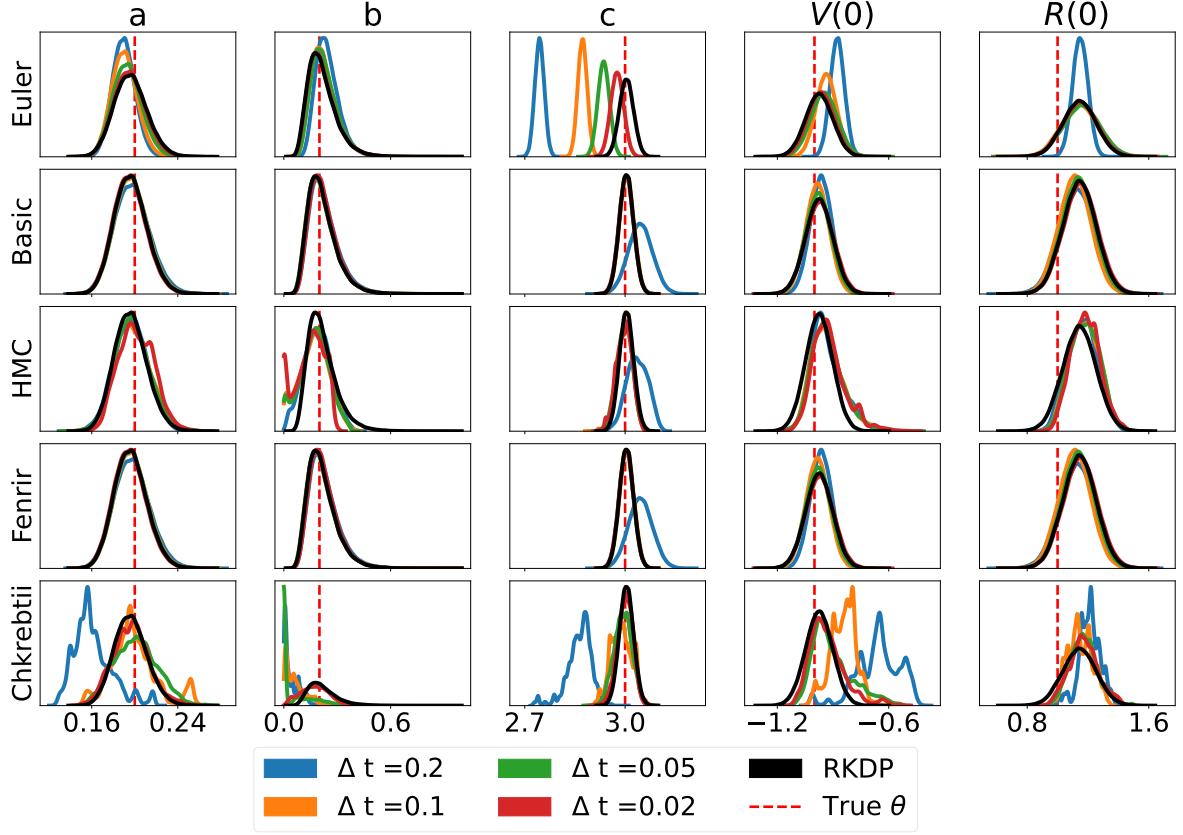 a b c V(0) R(0)
Euler
Basic
HMC
Fenrir
Chkrebtii
0.16 0.24 0.0 0.6 2.7 3.0 −1.2 −0.6 0.8 1.6
Δ t =0.2 Δ t =0.05 RKDP
Δ t =0.1 Δ t =0.02 True θ